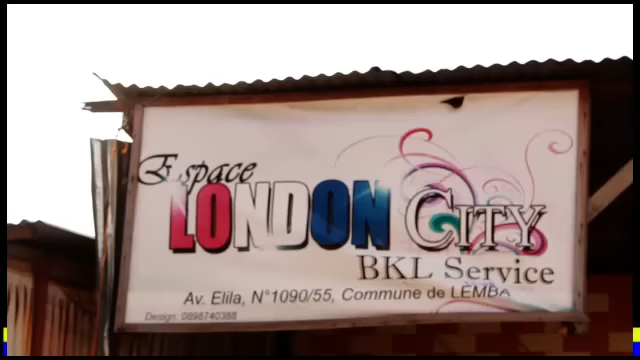 Espace
LONDON CITY
BKL Service
Av. Elila, N°1090/55, Commune de LEMBA
Design: 0898740388